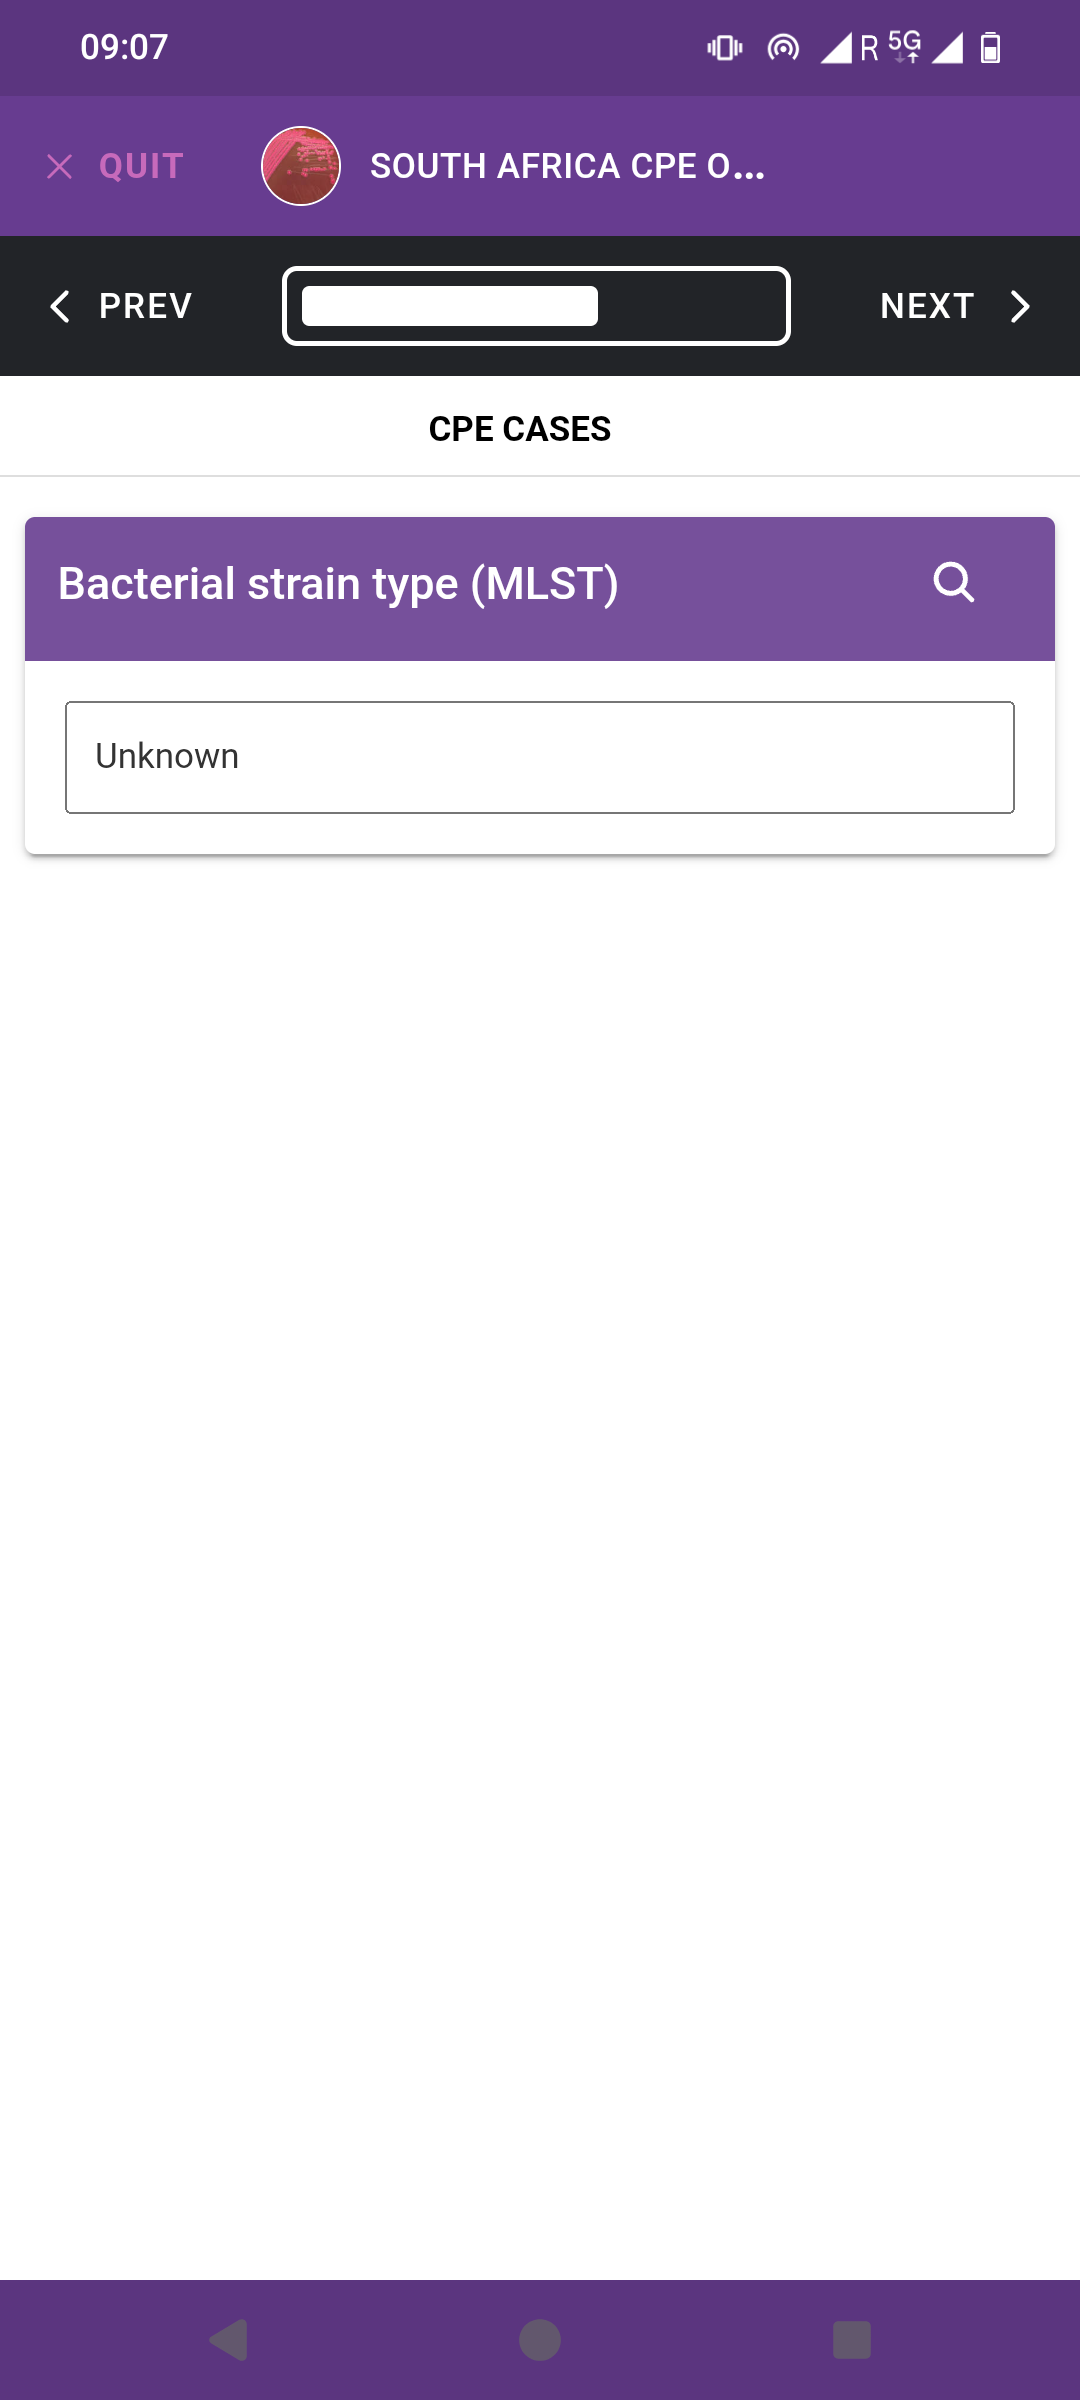 09:07
R 5G
QUIT
SOUTH AFRICA CPE O...
PREV
NEXT
CPE CASES
Bacterial strain type (MLST)
Unknown